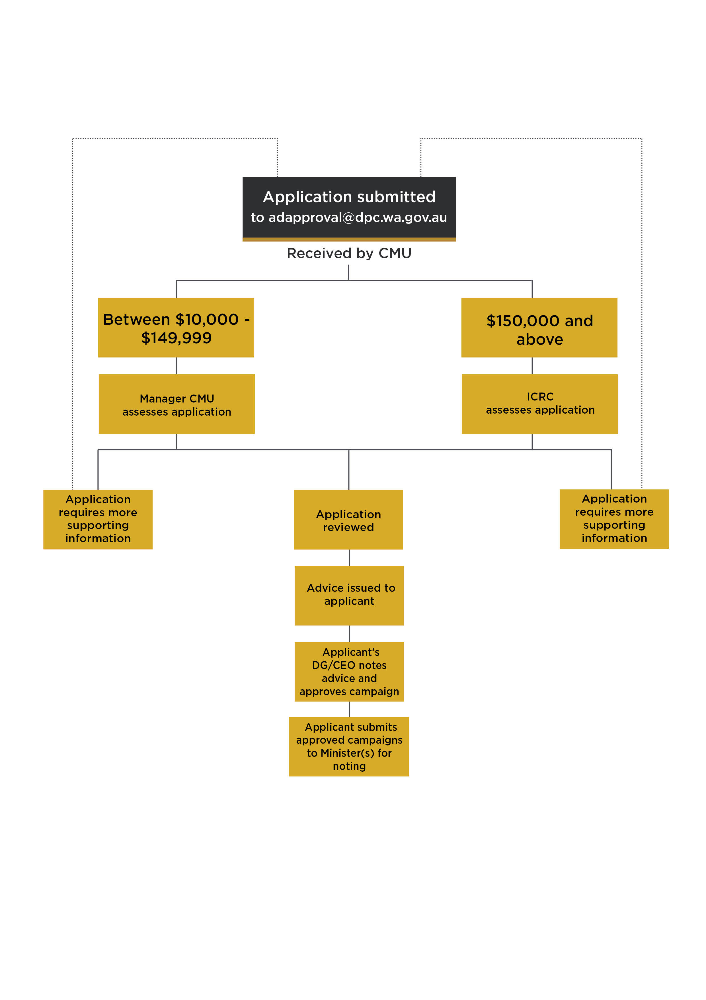 Application submitted
to adapproval@dpc.wa.gov.au
Received by CMU
Between $10,000 -
$149,999
$150,000 and
above
Manager CMU
assesses application
ICRC
assesses application
Application
requires more
supporting
information
Application
reviewed
Application
requires more
supporting
information
Advice issued to
applicant
Applicant’s
DG/CEO notes
advice and
approves campaign
Applicant submits
approved campaigns
to Minister(s) for
noting